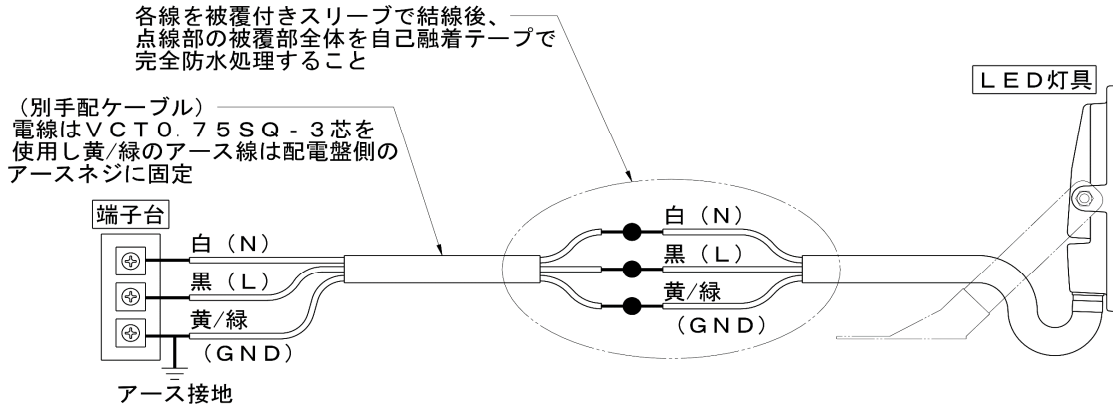 各線を被覆付きスリーブで結線後、
点線部の被覆部全体を自己融着テープで
完全防水処理すること
LED灯具
(別手配ケーブル)
電線はVCT0.75SQ-3芯を
使用し黄/緑のアース線は配電盤側の
アースネジに固定
端子台
白(N)
黒(L)
黄/緑
(GND)
アース接地
白(N)
黒(L)
黄/緑
(GND)